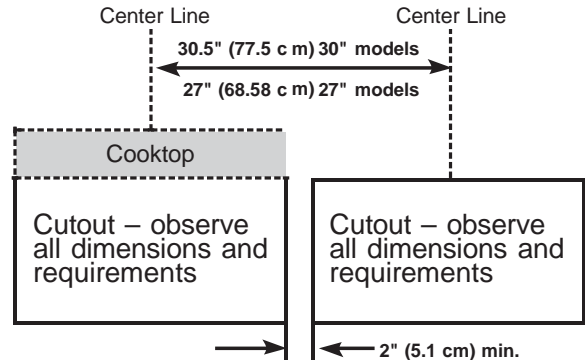 Center Line
Center Line
30.5" (77.5 c m) 30" models
27" (68.58 c m) 27" models
Cooktop
Cutout – observe
all dimensions and
requirements
Cutout – observe
all dimensions and
requirements
2" (5.1 cm) min.